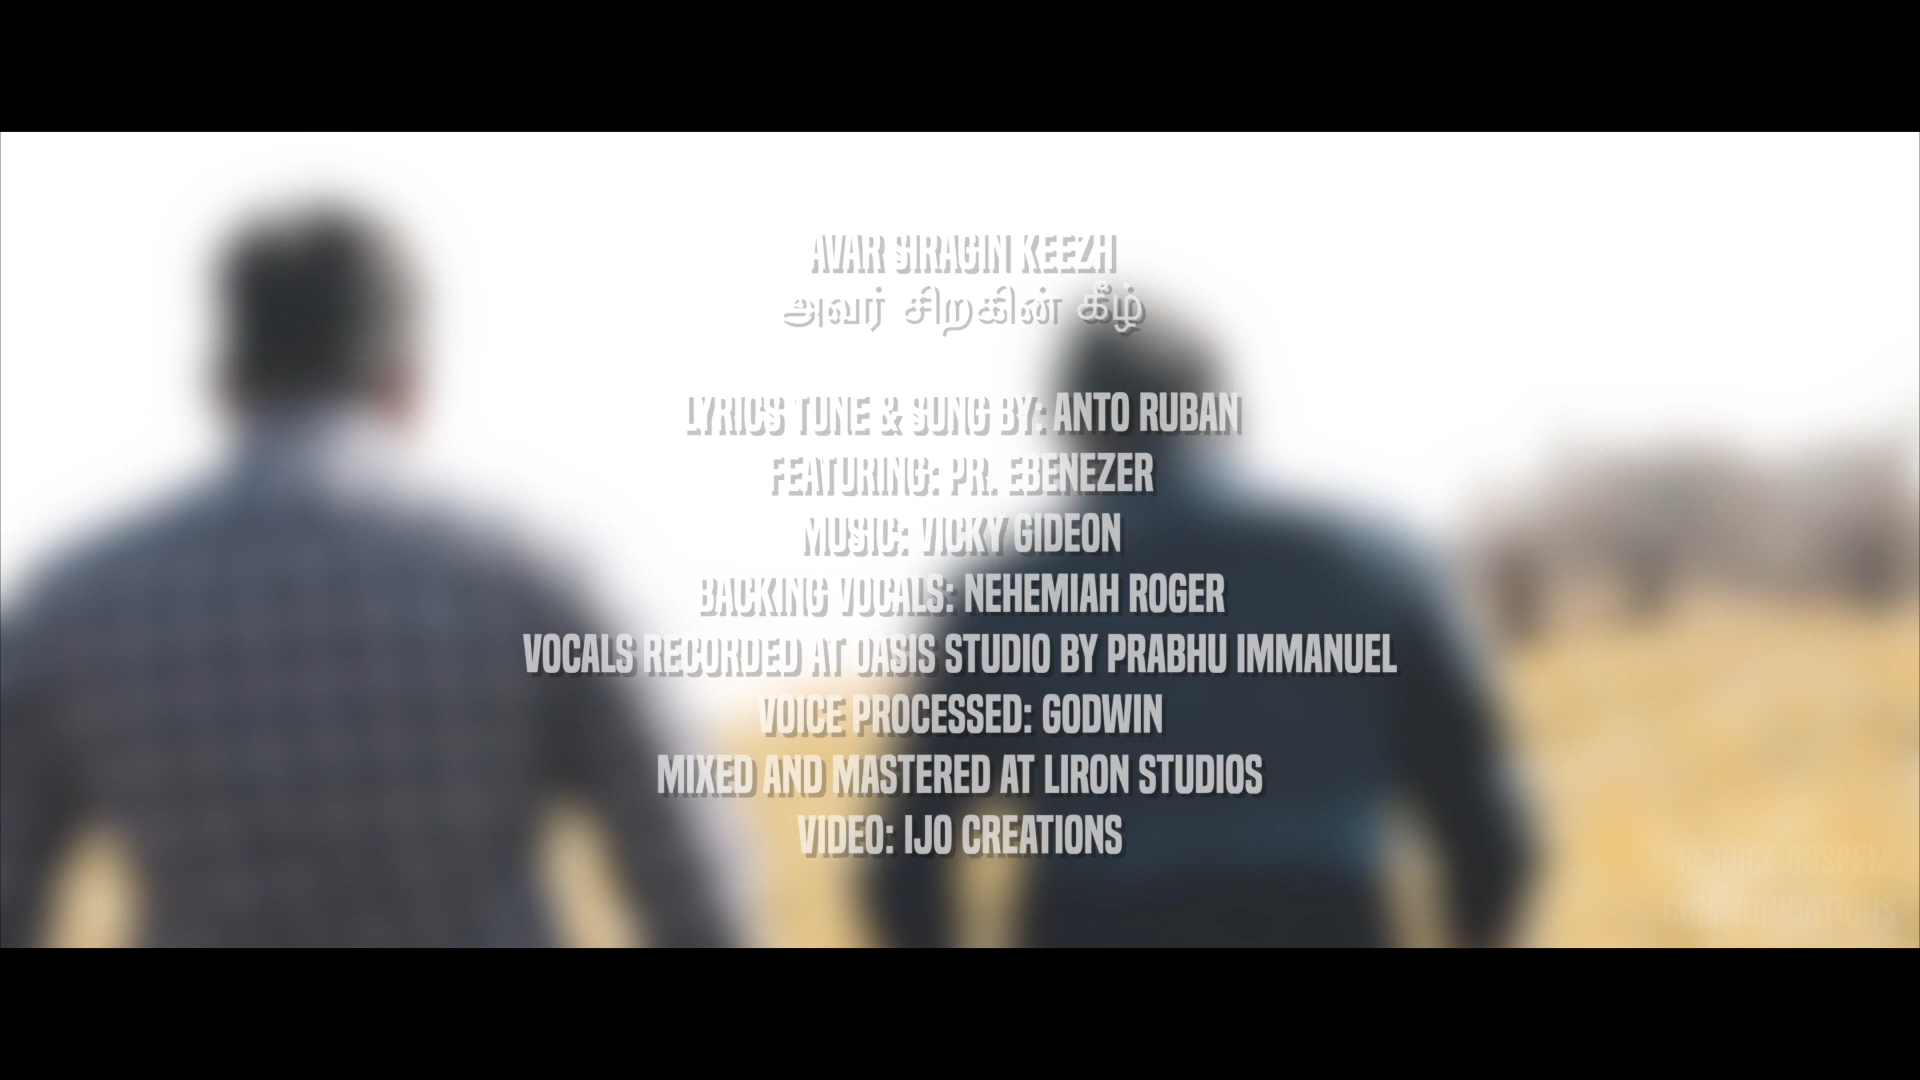 AVAR SIRAGIN KEEZH
அவர் சிறகின் கீழ்
LYRICS TUNE & SUNG BY: ANTO RUBAN
FEATURING: PR. EBENEZER
MUSIC: VICKY GIDEON
BACKING VOCALS: NEHEMIAH ROGER
VOCALS RECORDED AT OASIS STUDIO BY PRABHU IMMANUEL
VOICE PROCESSED: GODWIN
MIXED AND MASTERED AT LIRON STUDIOS
VIDEO: IJO CREATIONS
GOSPEL
COMMUNICATIONS